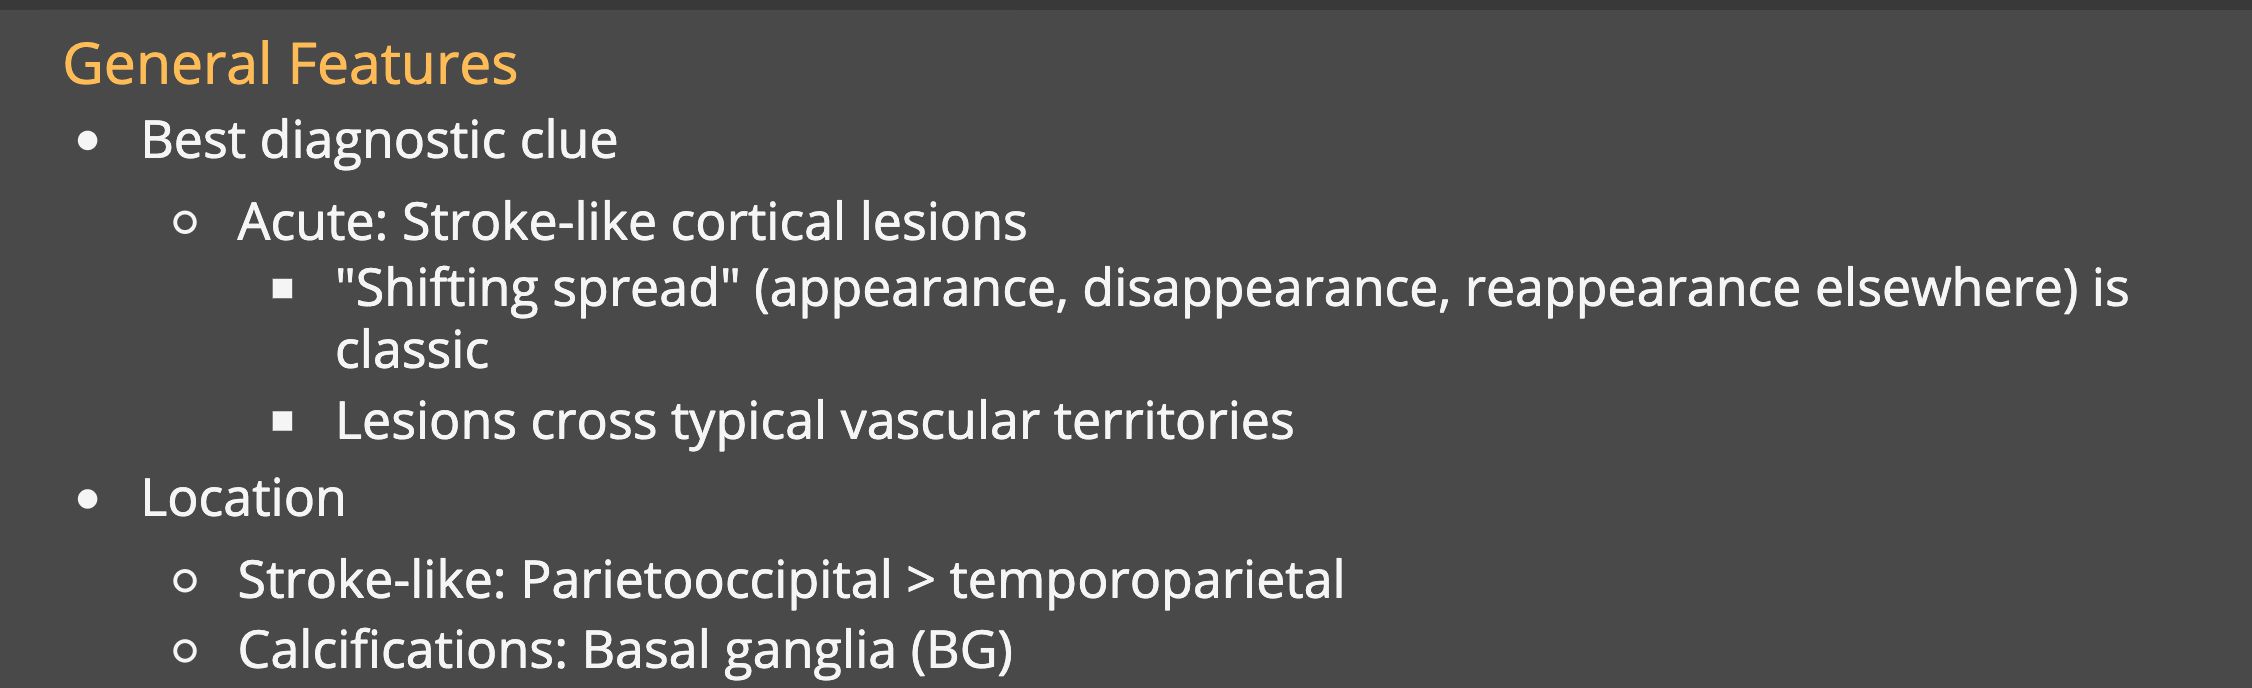 General Features
● Best diagnostic clue
○ Acute: Stroke-like cortical lesions
■ "Shifting spread" (appearance, disappearance, reappearance elsewhere) is
classic
■ Lesions cross typical vascular territories
● Location
○ Stroke-like: Parietooccipital > temporoparietal
○ Calcifications: Basal ganglia (BG)